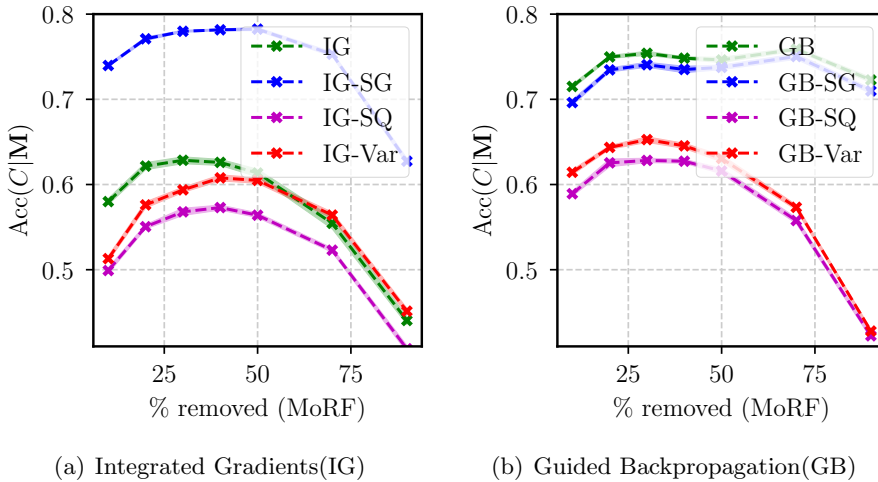 0.8
0.7
0.6
0.5
Acc(C|M)
IG
IG-SG
IG-SQ
IG-Var
25
50
75
% removed (MoRF)
(a) Integrated Gradients(IG)
0.8
0.7
0.6
0.5
Acc(C|M)
GB
GB-SG
GB-SQ
GB-Var
25
50
75
% removed (MoRF)
(b) Guided Backpropagation(GB)